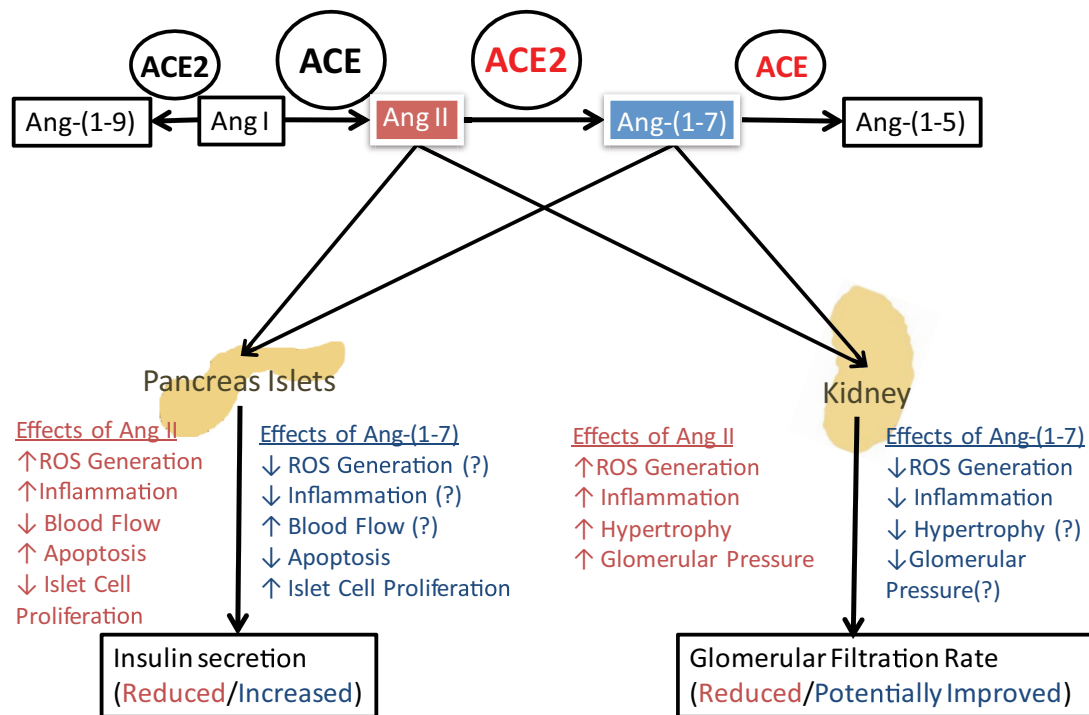 ACE2
ACE
ACE2
ACE
Ang-(1-9)
Ang I
Ang II
Ang-(1-7)
Ang-(1-5)
Pancreas Islets
Kidney
Effects of Ang II
↑ROS Generation
↑Inflammation
↓ Blood Flow
↑ Apoptosis
↓ Islet Cell
Proliferation
Effects of Ang-(1-7)
↓ ROS Generation (?)
↓ Inflammation (?)
↑ Blood Flow (?)
↓ Apoptosis
↑ Islet Cell Proliferation
Effects of Ang II
↑ROS Generation
↑ Inflammation
↑ Hypertrophy
↑ Glomerular Pressure
Effects of Ang-(1-7)
↓ROS Generation
↓ Inflammation
↓ Hypertrophy (?)
↓Glomerular
Pressure(?)
Insulin secretion
(Reduced/Increased)
Glomerular Filtration Rate
(Reduced/Potentially Improved)